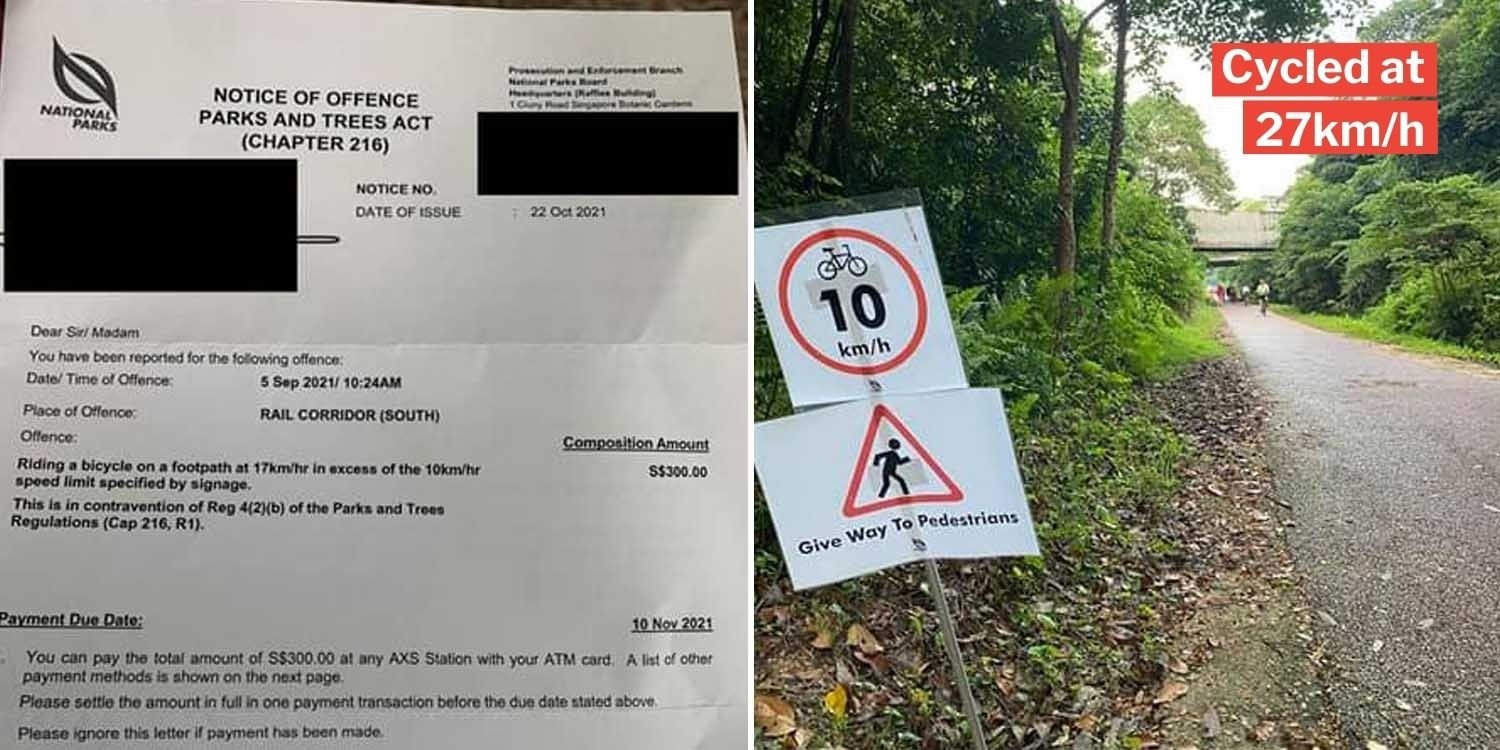 NATIONAL
PARKS
NOTICE OF OFFENCE
PARKS AND TREES ACT
(CHAPTER 216)
Prosecution and Enforcement Branch
National Parks Board
Headquarters (Raffles Building)
1 Cluny Road Singapore Botanic Gardens
NOTICE NO.
DATE OF ISSUE : 22 Oct 2021
Dear Sir/ Madam
You have been reported for the following offence:
Date/ Time of Offence: 5 Sep 2021/ 10:24AM
Place of Offence: RAIL CORRIDOR (SOUTH)
Offence: Composition Amount
Riding a bicycle on a footpath at 17km/hr in excess of the 10km/hr S$300.00
speed limit specified by signage.
This is in contravention of Reg 4(2)(b) of the Parks and Trees
Regulations (Cap 216, R1).
Payment Due Date: 10 Nov 2021
You can pay the total amount of S$300.00 at any AXS Station with your ATM card. A list of other
payment methods is shown on the next page.
Please settle the amount in full in one payment transaction before the due date stated above.
Please ignore this letter if payment has been made.
Cycled at
27km/h
10
km/h
Give Way To Pedestrians